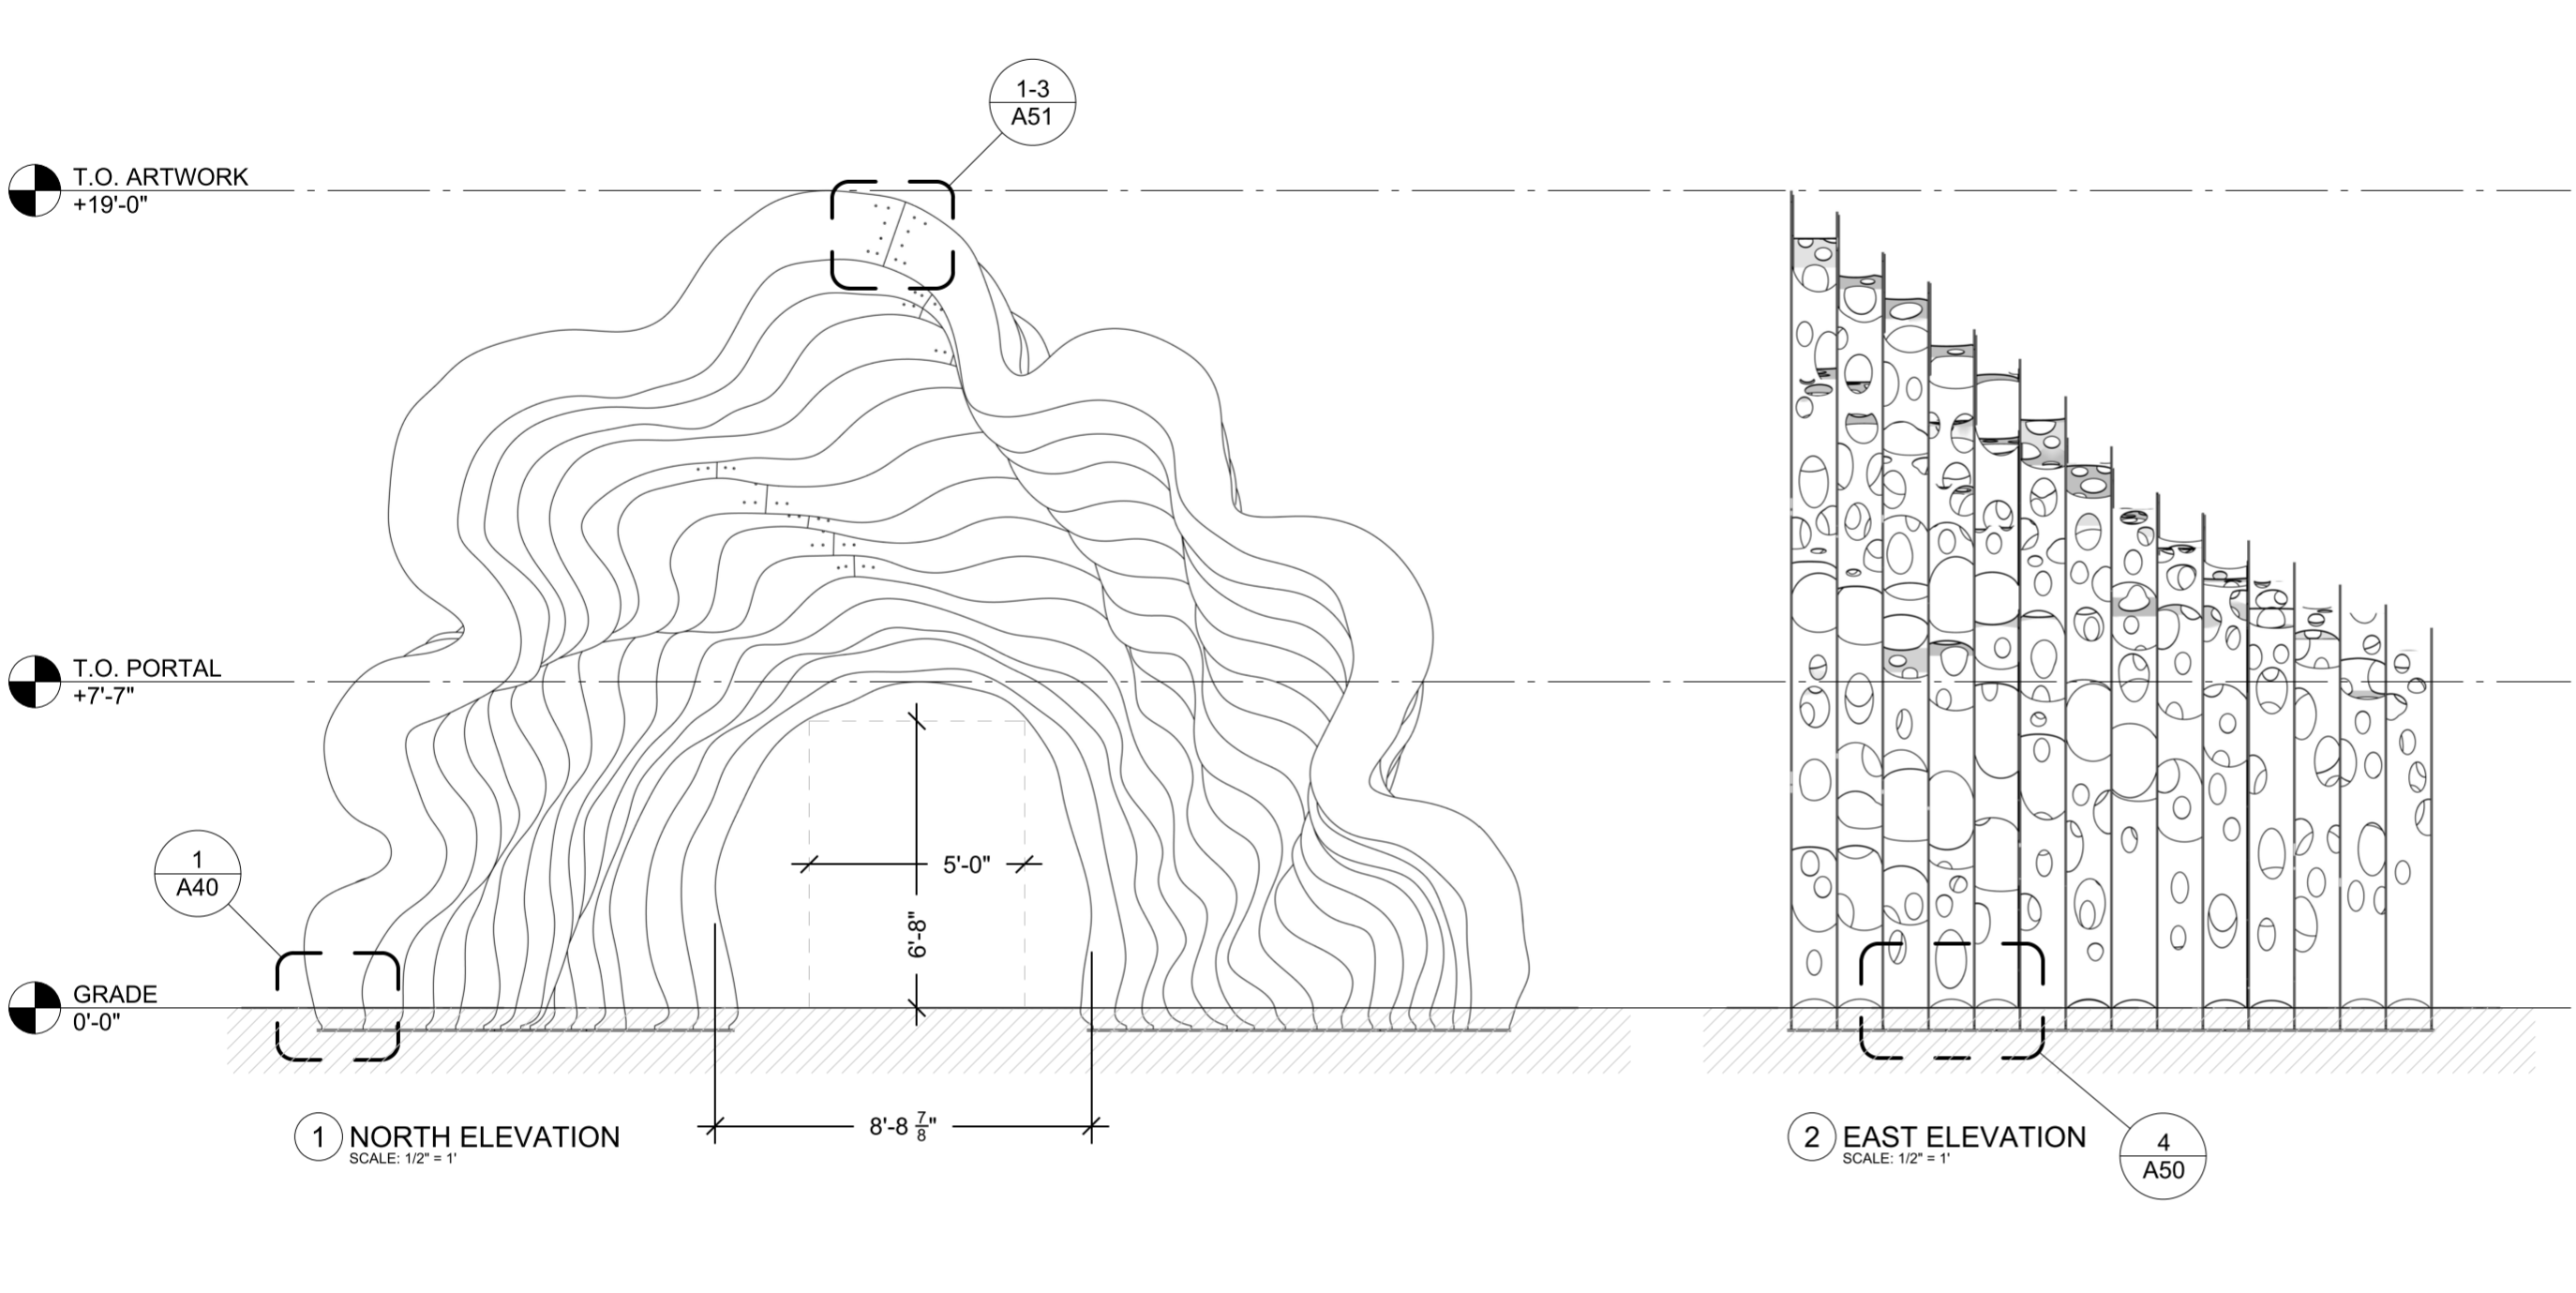 1-3
A51
T.O. ARTWORK
+19'-0"
T.O. PORTAL
+7'-7"
5'-0"
6'-8"
1
A40
GRADE
0'-0"
8'-8 7/8"
1 NORTH ELEVATION
SCALE: 1/2" = 1'
2 EAST ELEVATION
SCALE: 1/2" = 1'
4
A50